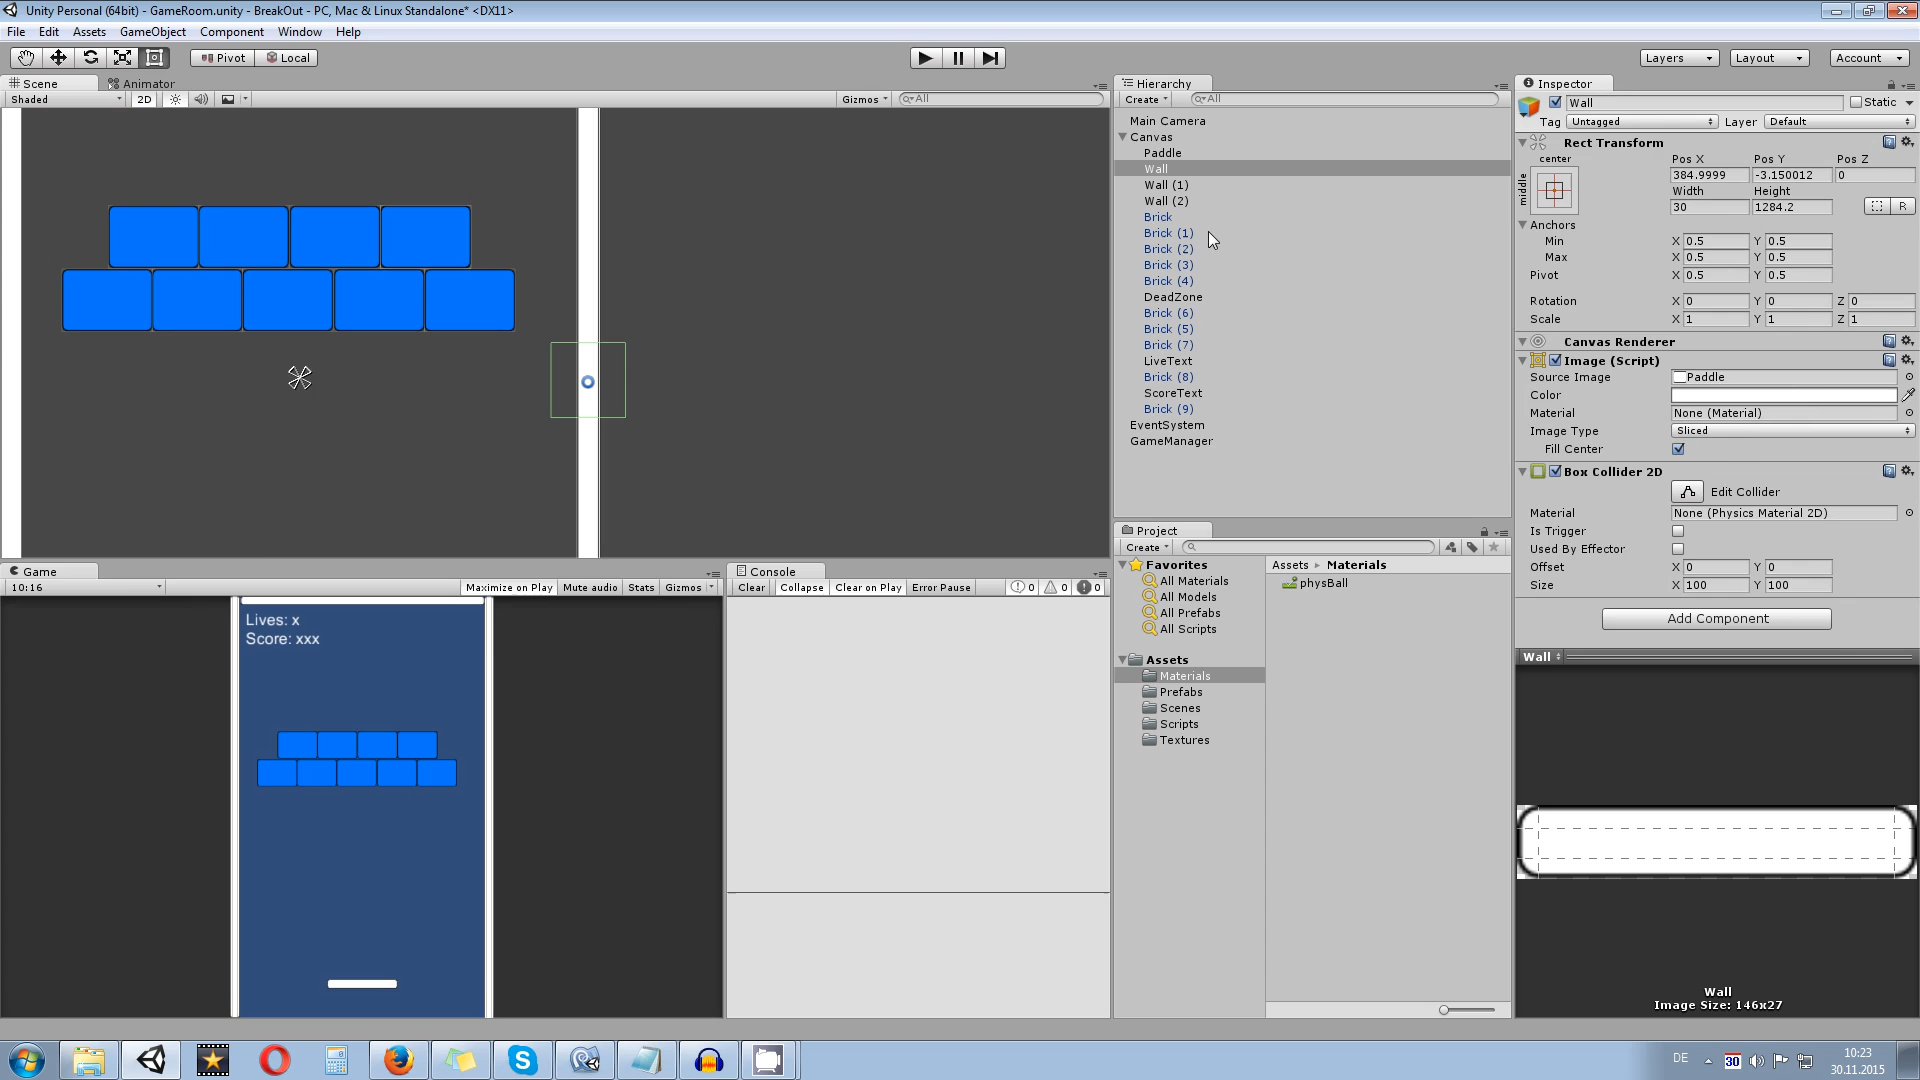 Unity Personal (64bit) - GameRoom.unity - BreakOut - PC, Mac & Linux Standalone* <DX11>
File Edit Assets GameObject Component Window Help
Pivot Local Layers Layout Account
Scene Animator
Shaded 2D Gizmos All
Hierarchy
Create All
Main Camera
Canvas
Paddle
Wall
Wall (1)
Wall (2)
Brick
Brick (1)
Brick (2)
Brick (3)
Brick (4)
DeadZone
Brick (6)
Brick (5)
Brick (7)
LiveText
Brick (8)
ScoreText
Brick (9)
EventSystem
GameManager
Inspector
Wall Static
Tag Untagged Layer Default
Rect Transform
center
middle
Pos X Pos Y Pos Z
384.9999 -3.150012 0
Width Height
30 1284.2 R
Anchors
Min X 0.5 Y 0.5
Max X 0.5 Y 0.5
Pivot X 0.5 Y 0.5
Rotation X 0 Y 0 Z 0
Scale X 1 Y 1 Z 1
Canvas Renderer
Image (Script)
Source Image Paddle
Color
Material None (Material)
Image Type Sliced
Fill Center
Box Collider 2D
Edit Collider
Material None (Physics Material 2D)
Is Trigger
Used By Effector
Offset X 0 Y 0
Size X 100 Y 100
Add Component
Wall
Wall
Image Size: 146x27
Game
10:16 Maximize on Play Mute audio Stats Gizmos
Lives: x
Score: xxx
Console
Clear Collapse Clear on Play Error Pause 0 0 0
Project
Create
Favorites
All Materials
All Models
All Prefabs
All Scripts
Assets
Materials
Prefabs
Scenes
Scripts
Textures
Assets Materials
physBall
DE 30 10:23
30.11.2015